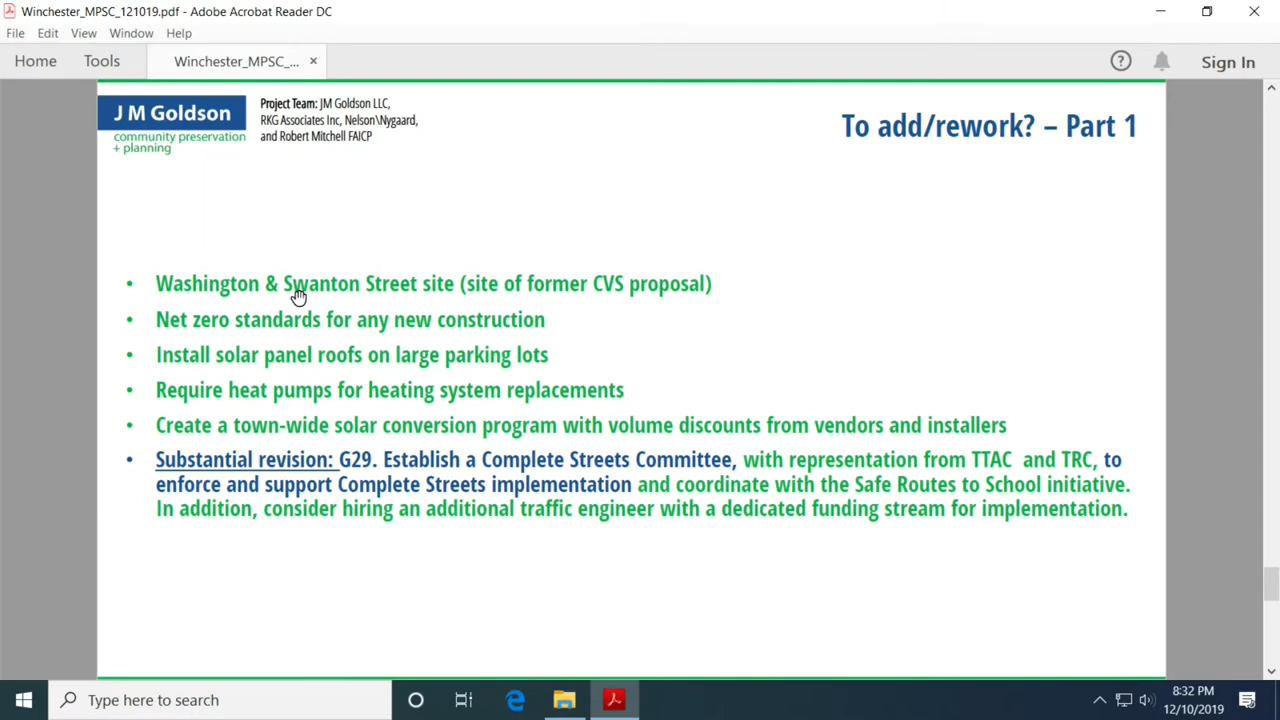 Winchester_MPSC_121019.pdf - Adobe Acrobat Reader DC
File Edit View Window Help
Home Tools Winchester_MPSC_... × ? Sign In
J M Goldson
community preservation
+ planning
Project Team: JM Goldson LLC,
RKG Associates Inc, Nelson\Nygaard,
and Robert Mitchell FAICP
To add/rework? – Part 1
• Washington & Swanton Street site (site of former CVS proposal)
• Net zero standards for any new construction
• Install solar panel roofs on large parking lots
• Require heat pumps for heating system replacements
• Create a town-wide solar conversion program with volume discounts from vendors and installers
• Substantial revision: G29. Establish a Complete Streets Committee, with representation from TTAC and TRC, to
enforce and support Complete Streets implementation and coordinate with the Safe Routes to School initiative.
In addition, consider hiring an additional traffic engineer with a dedicated funding stream for implementation.
Type here to search
8:32 PM
12/10/2019